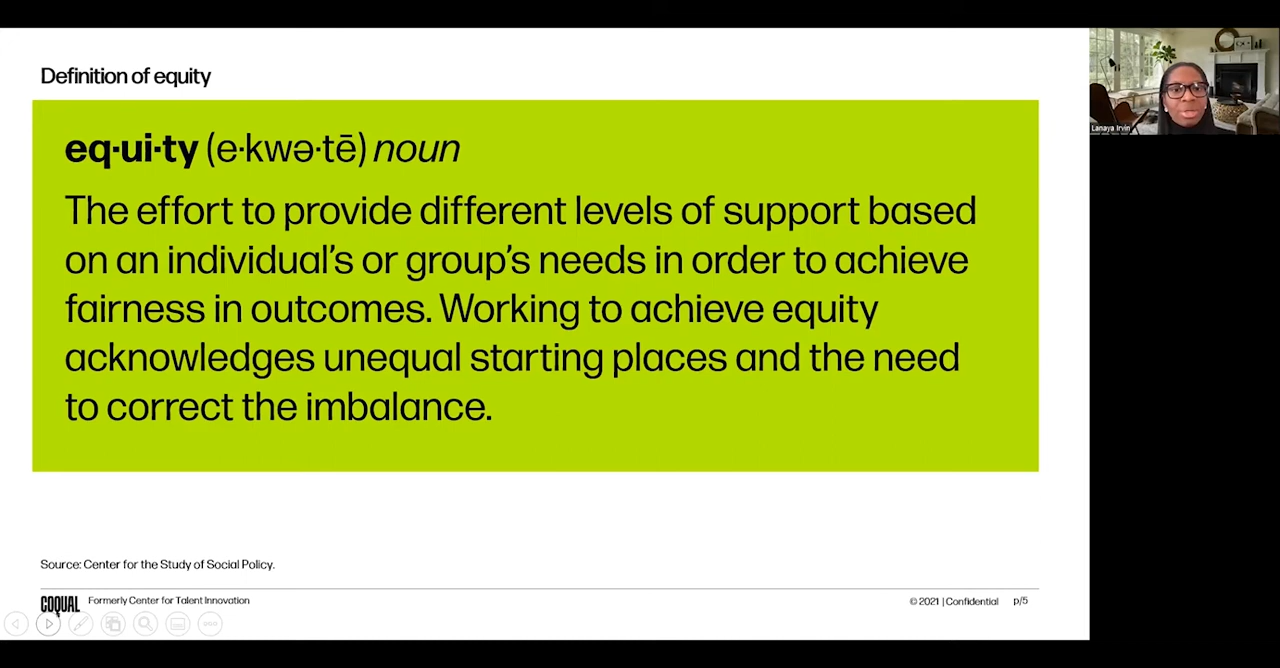 Definition of equity
eq·ui·ty (e·kwə·tē) noun
The effort to provide different levels of support based
on an individual’s or group’s needs in order to achieve
fairness in outcomes. Working to achieve equity
acknowledges unequal starting places and the need
to correct the imbalance.
Lanaya Irvin
Source: Center for the Study of Social Policy.
COQUAL Formerly Center for Talent Innovation
© 2021 | Confidential p/5